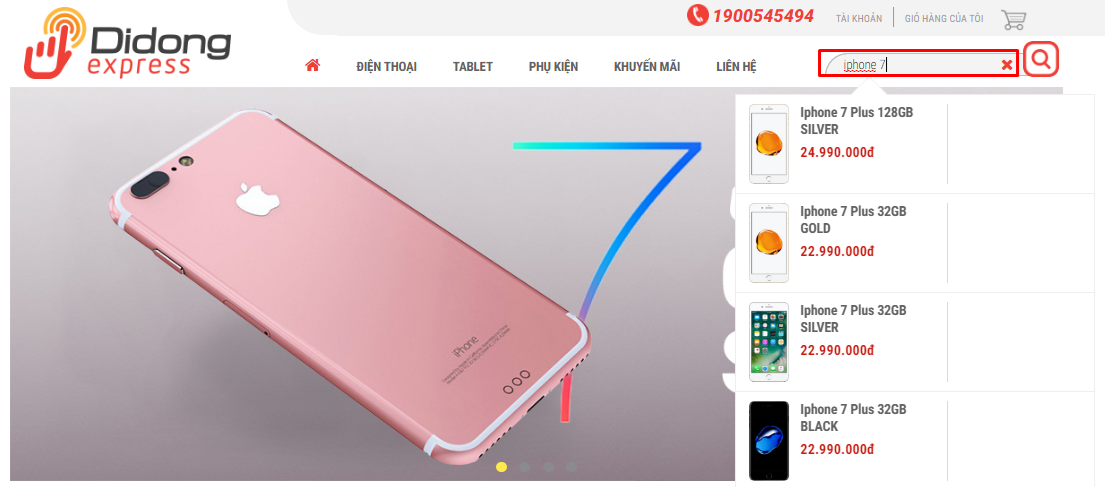 Didong
express
1900545494
TÀI KHOẢN
GIỎ HÀNG CỦA TÔI
ĐIỆN THOẠI
TABLET
PHỤ KIỆN
KHUYẾN MÃI
LIÊN HỆ
iphone 7
7
iPhone
Iphone 7 Plus 128GB
SILVER
24.990.000đ
Iphone 7 Plus 32GB
GOLD
22.990.000đ
Iphone 7 Plus 32GB
SILVER
22.990.000đ
Iphone 7 Plus 32GB
BLACK
22.990.000đ